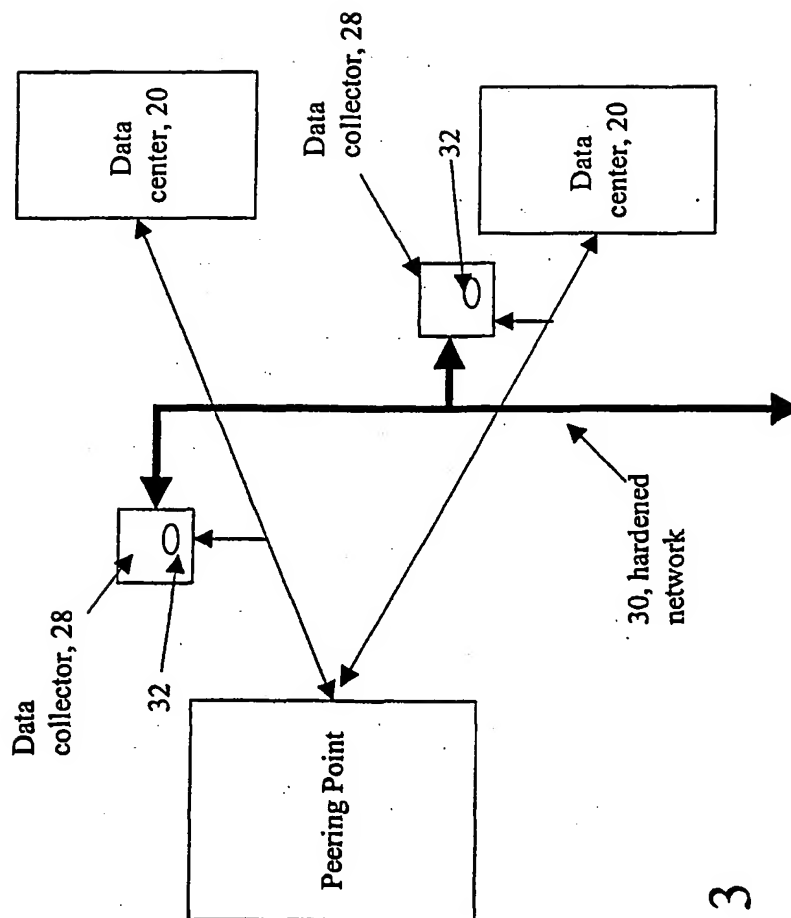 Data
collector, 28
32
Data
center, 20
Peering Point
Data
collector, 28
32
30, hardened
network
Data
center, 20
3